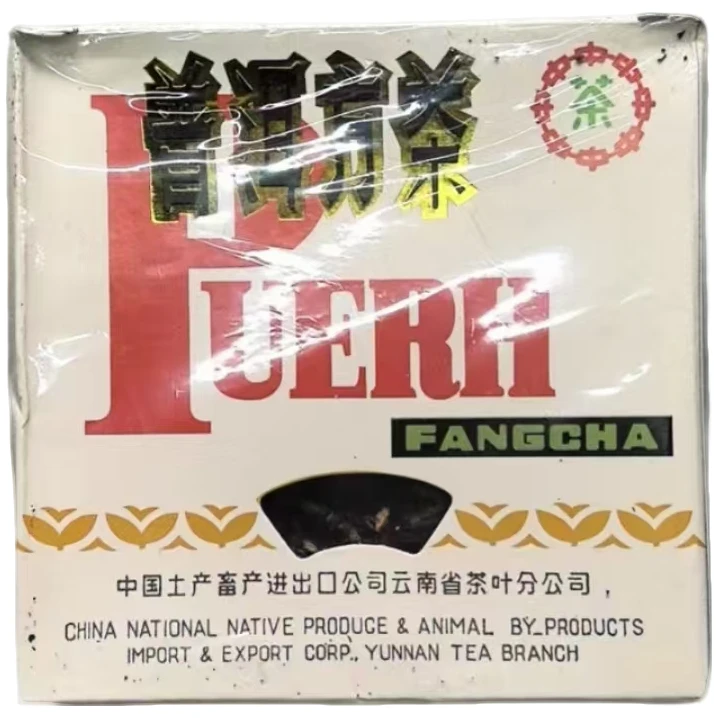 普洱方茶
茶
PUERH
FANGCHA
中国土产畜产进出口公司云南省茶叶分公司,
CHINA NATIONAL NATIVE PRODUCE & ANIMAL BY_PRODUCTS
IMPORT & EXPORT CORP., YUNNAN TEA BRANCH